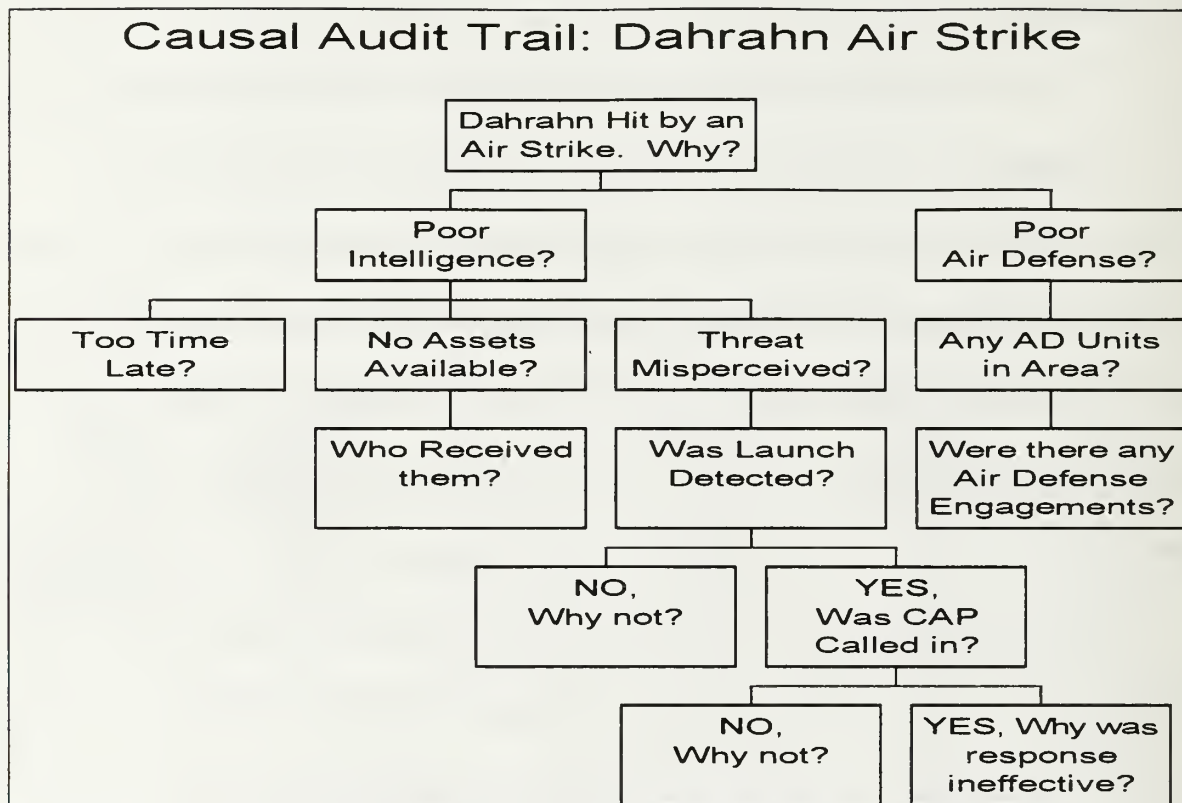 Causal Audit Trail: Dahrahn Air Strike
Dahrahn Hit by an
Air Strike. Why?
Poor
Intelligence?
Poor
Air Defense?
Too Time
Late?
No Assets
Available?
Threat
Misperceived?
Any AD Units
in Area?
Who Received
them?
Was Launch
Detected?
Were there any
Air Defense
Engagements?
NO,
Why not?
YES,
Was CAP
Called in?
NO,
Why not?
YES, Why was
response
ineffective?